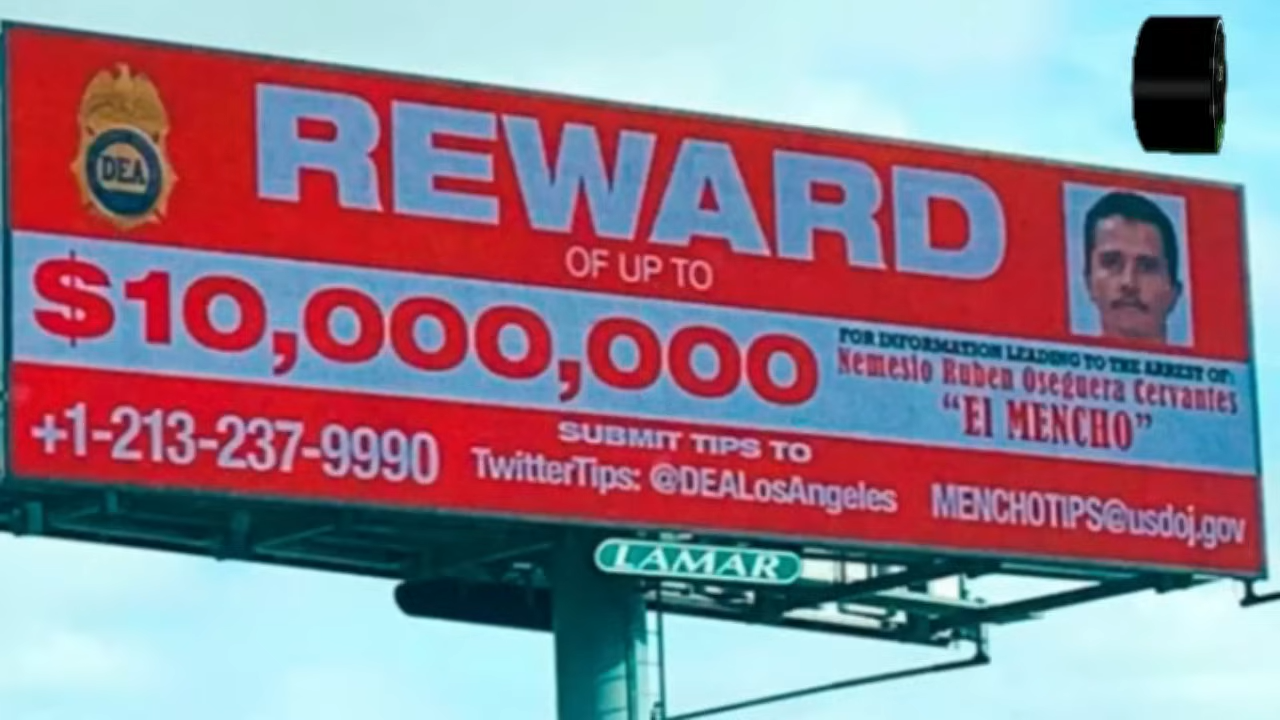 DEA
REWARD
OF UP TO
$10,000,000
FOR INFORMATION LEADING TO THE ARREST OF:
Nemesio Ruben Oseguera Cervantes
“El MENCHO”
+1-213-237-9990
SUBMIT TIPS TO
TwitterTips: @DEALosAngeles
MENCHOTIPS@usdoj.gov
LAMAR